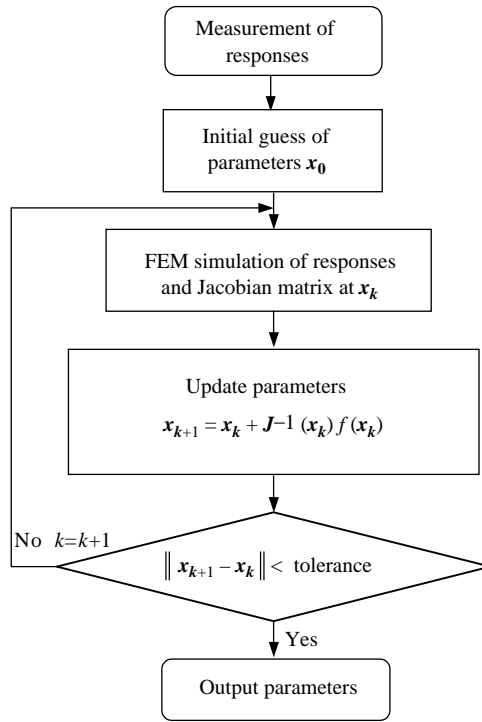 Measurement of
responses
Initial guess of
parameters x₀
FEM simulation of responses
and Jacobian matrix at xₖ
Update parameters
xₖ₊₁ = xₖ + J⁻¹ (xₖ) f (xₖ)
No k=k+1
‖ xₖ₊₁ − xₖ ‖ < tolerance
Yes
Output parameters